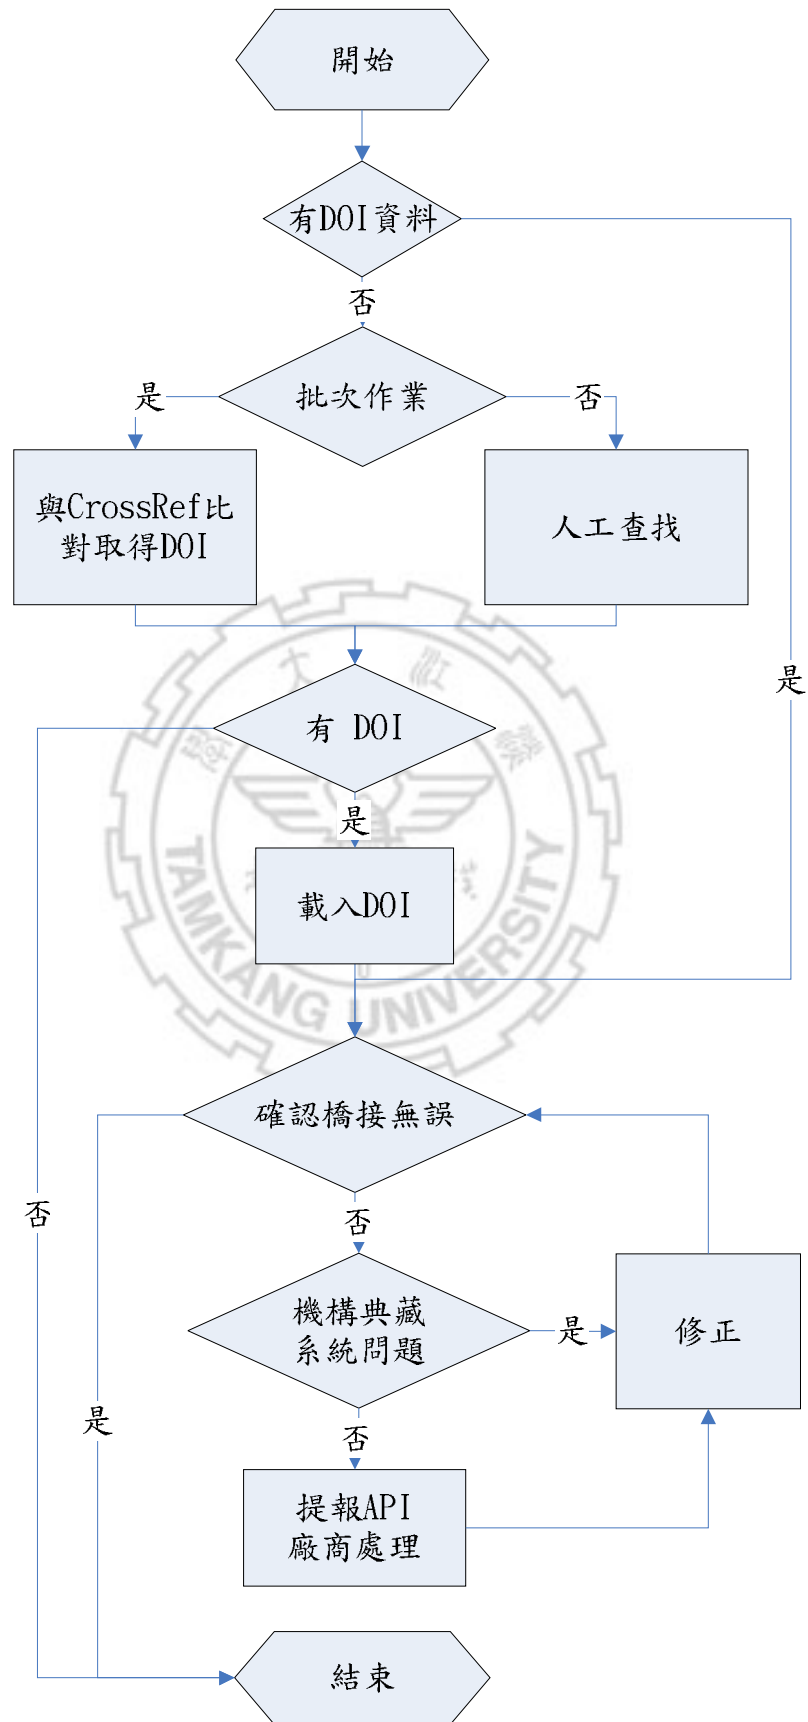 開始
有DOI資料
否
批次作業
是
否
與CrossRef比
對取得DOI
人工查找
是
有 DOI
是
載入DOI
TAMKANG UNIVERSITY
確認橋接無誤
否
否
機構典藏
系統問題
是
修正
是
否
提報API
廠商處理
結束